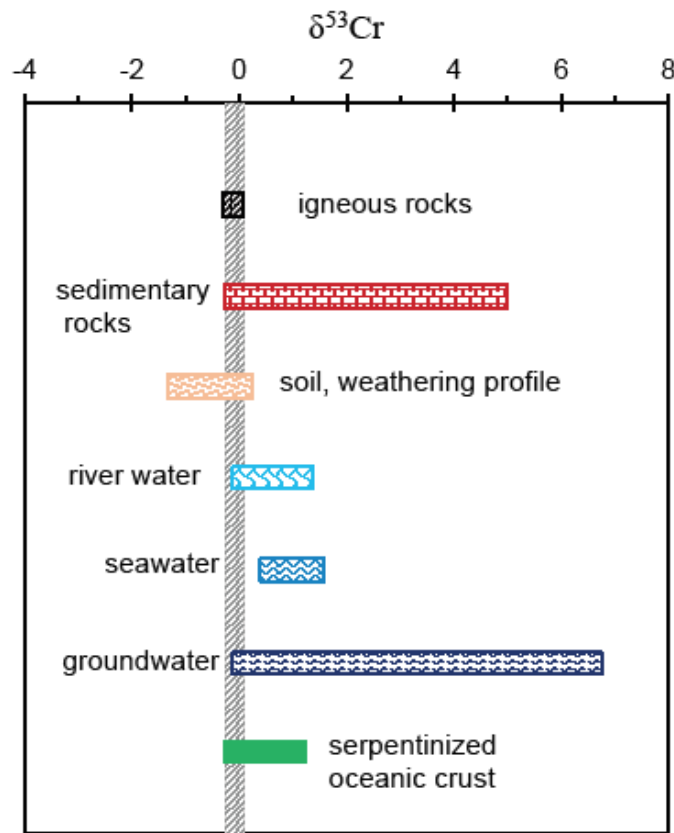 δ⁵³Cr
-4 -2 0 2 4 6 8
igneous rocks
sedimentary
rocks
soil, weathering profile
river water
seawater
groundwater
serpentinized
oceanic crust